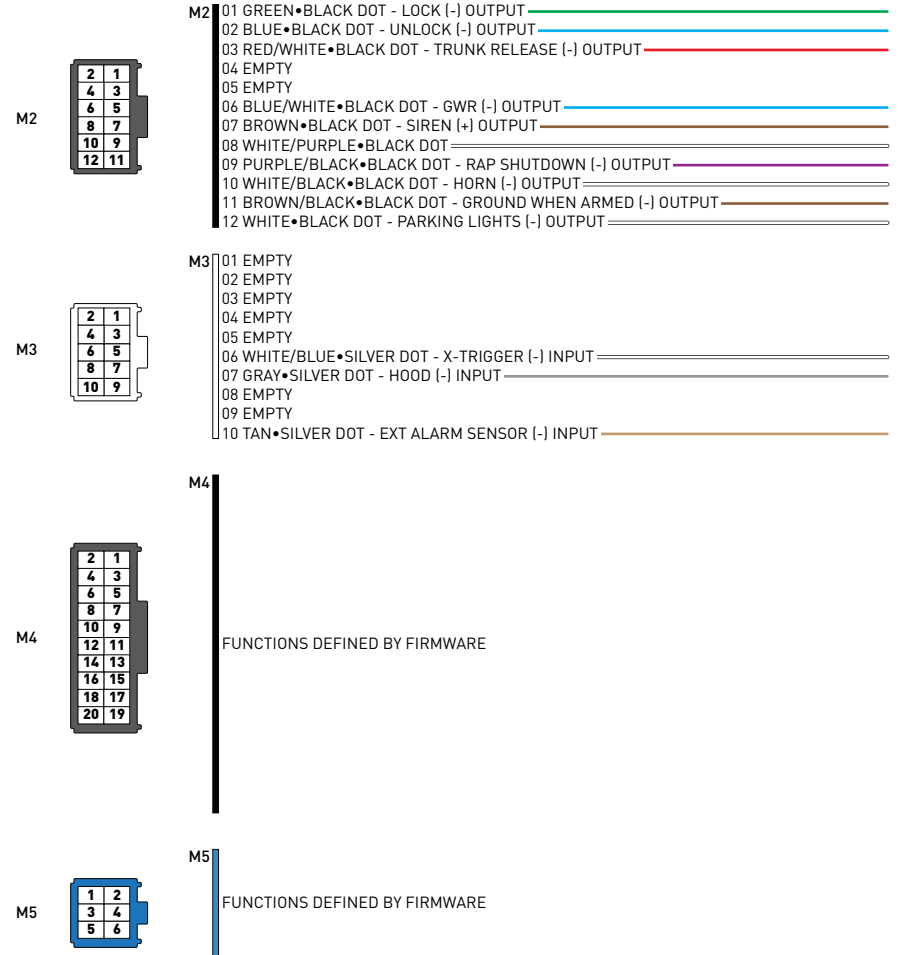 M2
01 GREEN•BLACK DOT - LOCK (-) OUTPUT
02 BLUE•BLACK DOT - UNLOCK (-) OUTPUT
03 RED/WHITE•BLACK DOT - TRUNK RELEASE (-) OUTPUT
04 EMPTY
05 EMPTY
06 BLUE/WHITE•BLACK DOT - GWR (-) OUTPUT
07 BROWN•BLACK DOT - SIREN (+) OUTPUT
08 WHITE/PURPLE•BLACK DOT
09 PURPLE/BLACK•BLACK DOT - RAP SHUTDOWN (-) OUTPUT
10 WHITE/BLACK•BLACK DOT - HORN (-) OUTPUT
11 BROWN/BLACK•BLACK DOT - GROUND WHEN ARMED (-) OUTPUT
12 WHITE•BLACK DOT - PARKING LIGHTS (-) OUTPUT
M2
2 1
4 3
6 5
8 7
10 9
12 11
M3
01 EMPTY
02 EMPTY
03 EMPTY
04 EMPTY
05 EMPTY
06 WHITE/BLUE•SILVER DOT - X-TRIGGER (-) INPUT
07 GRAY•SILVER DOT - HOOD (-) INPUT
08 EMPTY
09 EMPTY
10 TAN•SILVER DOT - EXT ALARM SENSOR (-) INPUT
M3
2 1
4 3
6 5
8 7
10 9
M4
FUNCTIONS DEFINED BY FIRMWARE
M4
2 1
4 3
6 5
8 7
10 9
12 11
14 13
16 15
18 17
20 19
M5
FUNCTIONS DEFINED BY FIRMWARE
M5
1 2
3 4
5 6